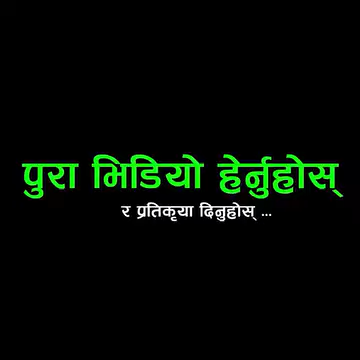 पुरा भिडियो हेर्नुहोस्
र प्रतिकृया दिनुहोस् ...